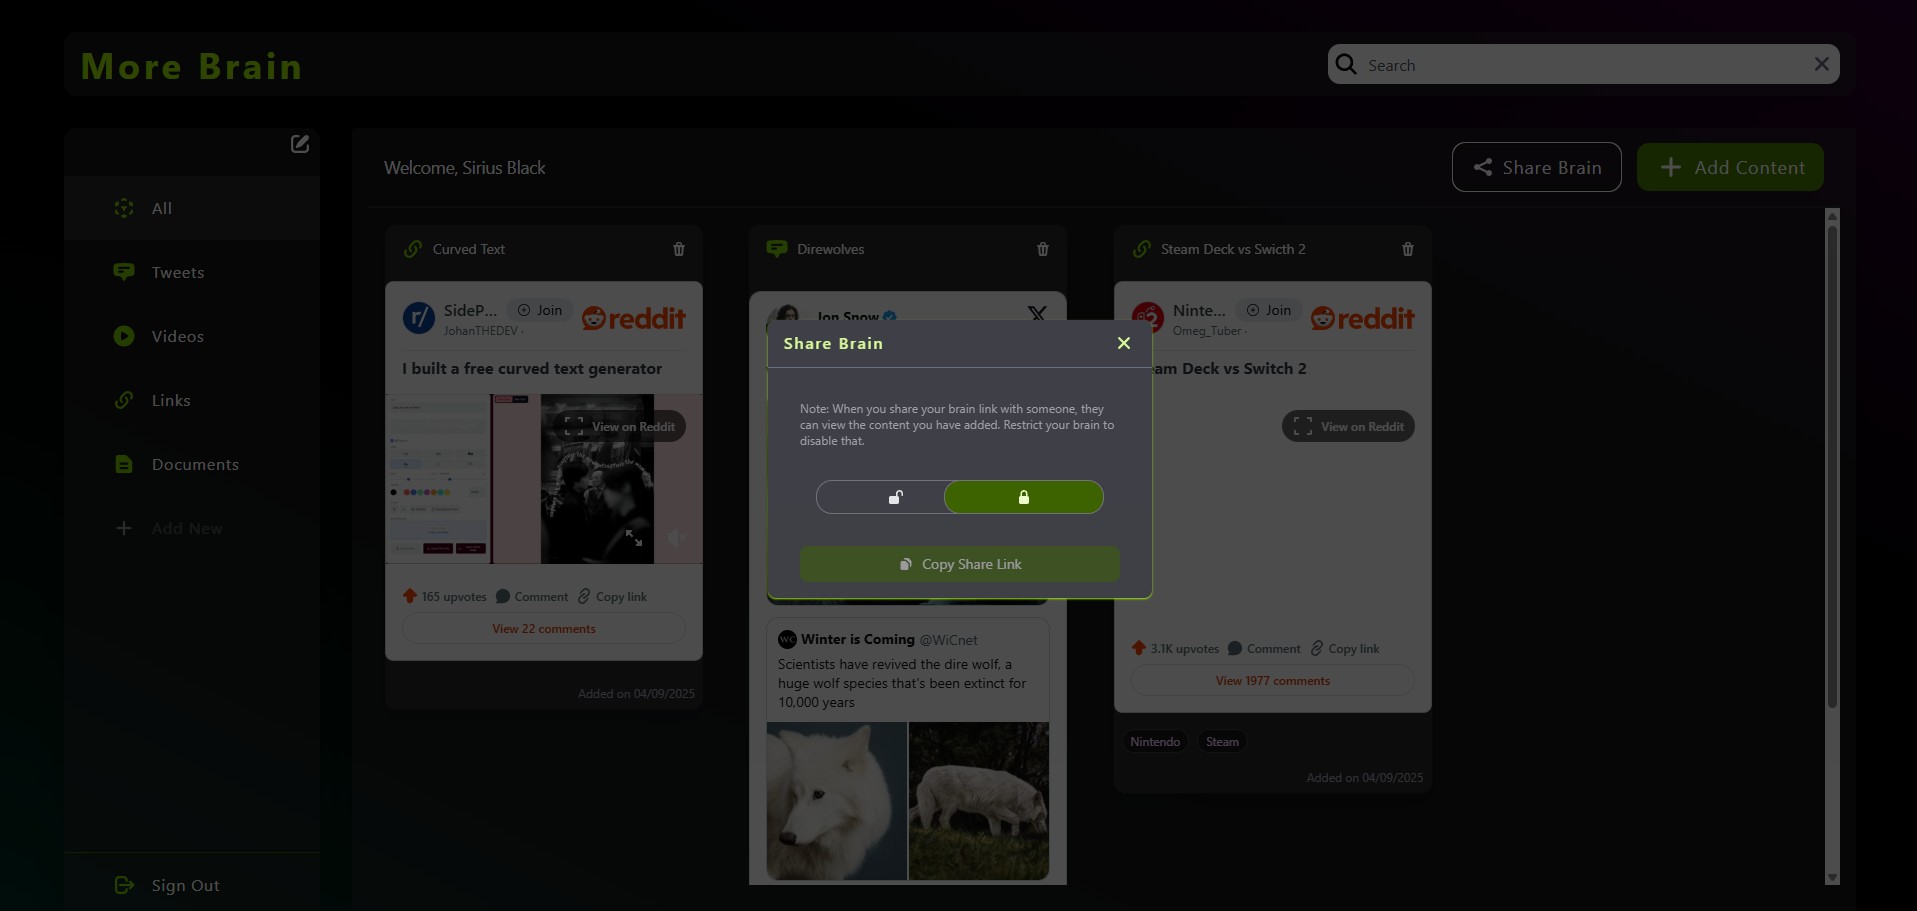 More Brain
Search
All
Tweets
Videos
Links
Documents
Add New
Sign Out
Welcome, Sirius Black
Share Brain
Add Content
Curved Text
r/
SideP...
Join
reddit
JohanTHEDEV ·
I built a free curved text generator
View on Reddit
165 upvotes
Comment
Copy link
View 22 comments
Added on 04/09/2025
Direwolves
Jon Snow
Share Brain
Note: When you share your brain link with someone, they
can view the content you have added. Restrict your brain to
disable that.
Copy Share Link
WC
Winter is Coming @WiCnet
Scientists have revived the dire wolf, a
huge wolf species that's been extinct for
10,000 years
Steam Deck vs Swicth 2
Ninte...
Join
reddit
Omeg_Tuber ·
am Deck vs Switch 2
View on Reddit
3.1K upvotes
Comment
Copy link
View 1977 comments
Nintendo
Steam
Added on 04/09/2025